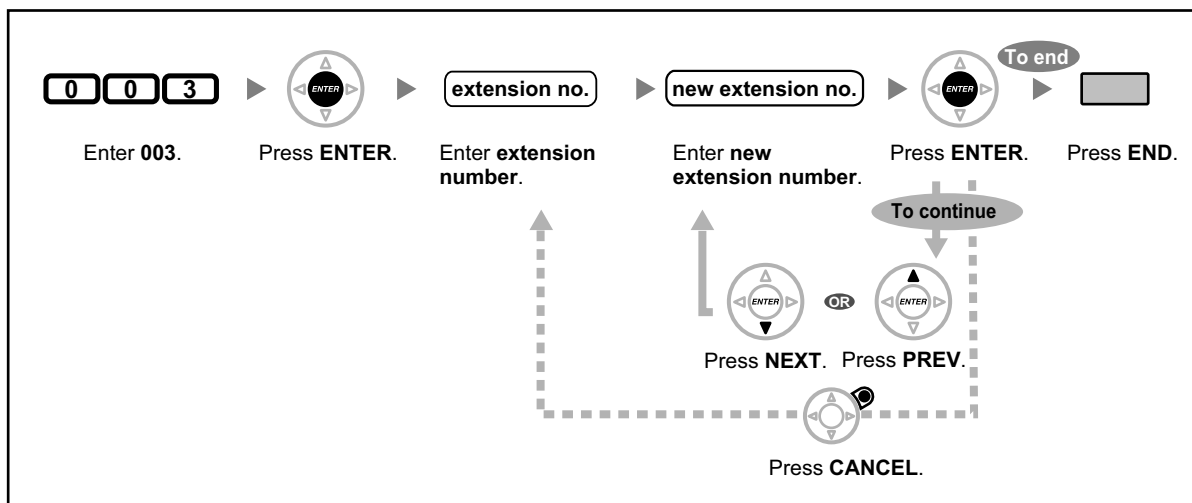 0 0 3
ENTER
extension no.
new extension no.
ENTER
To end
Enter 003.
Press ENTER.
Enter extension
number.
Enter new
extension number.
Press ENTER.
Press END.
To continue
ENTER
OR
ENTER
Press NEXT.
Press PREV.
Press CANCEL.